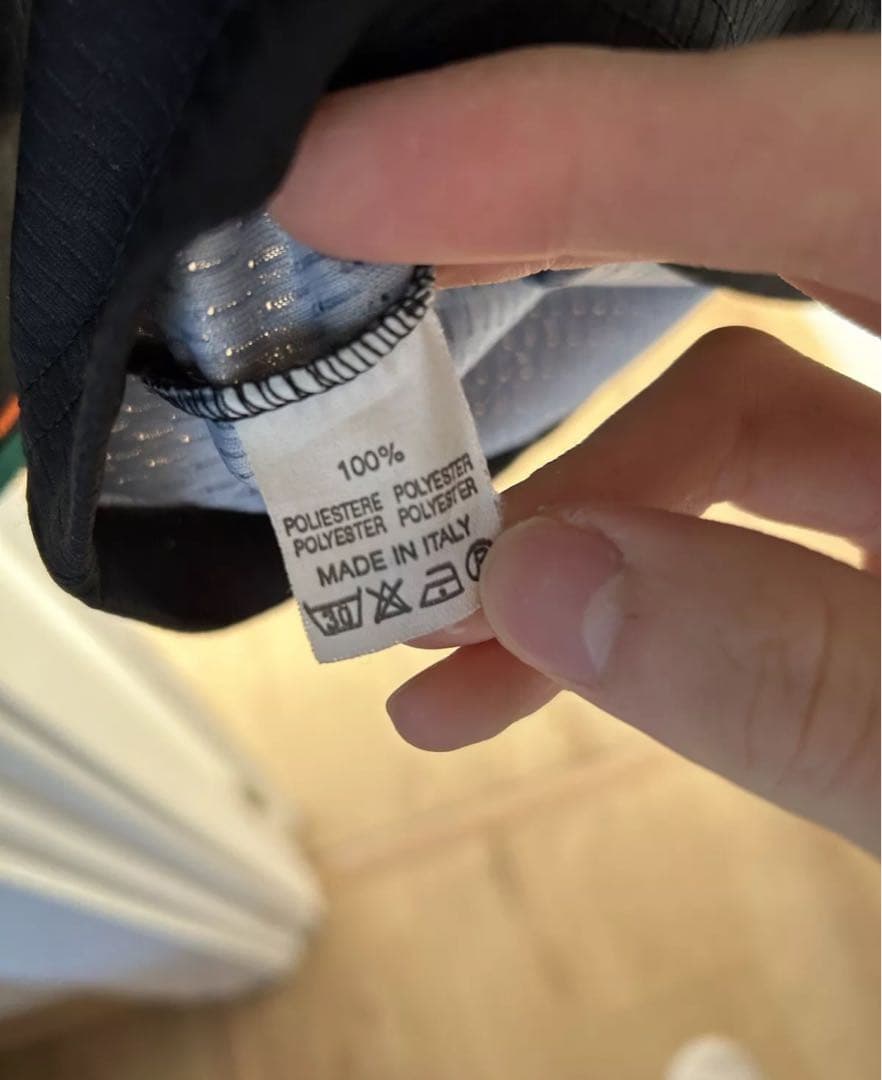 100%
POLIESTERE POLYESTER
POLYESTER POLYESTER
MADE IN ITALY
30 P